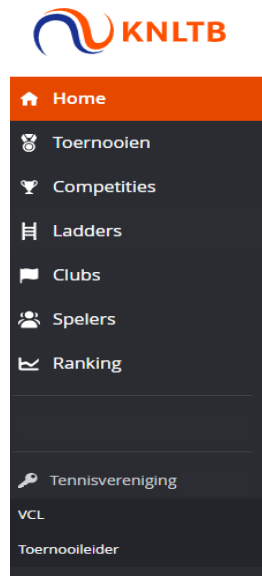 KNLTB
Home
Toernooien
Competities
Ladders
Clubs
Spelers
Ranking
Tennisvereniging
VCL
Toernooileider